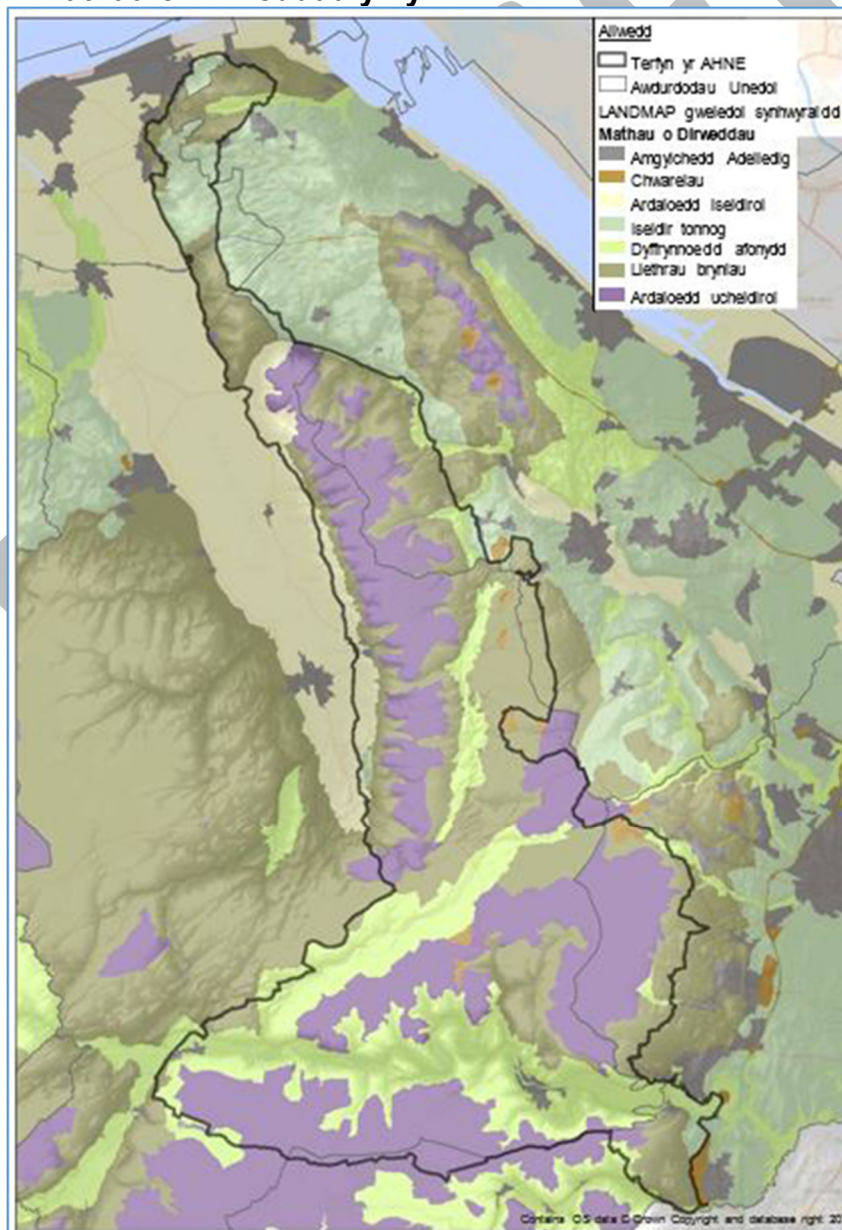 Allwedd
Terfyn yr AHNE
Awdurdodau Unedol
LANDMAP gweledol synhwyraidd
Mathau o Dirweddau
Amgylchedd Adeiledig
Chwarelau
Ardaloedd Iseldirol
Iseldir tonnog
Dyffrynnoedd afonydd
Llethrau bryniau
Ardaloedd ucheldirol
Contains OS data © Crown Copyright and database right 20